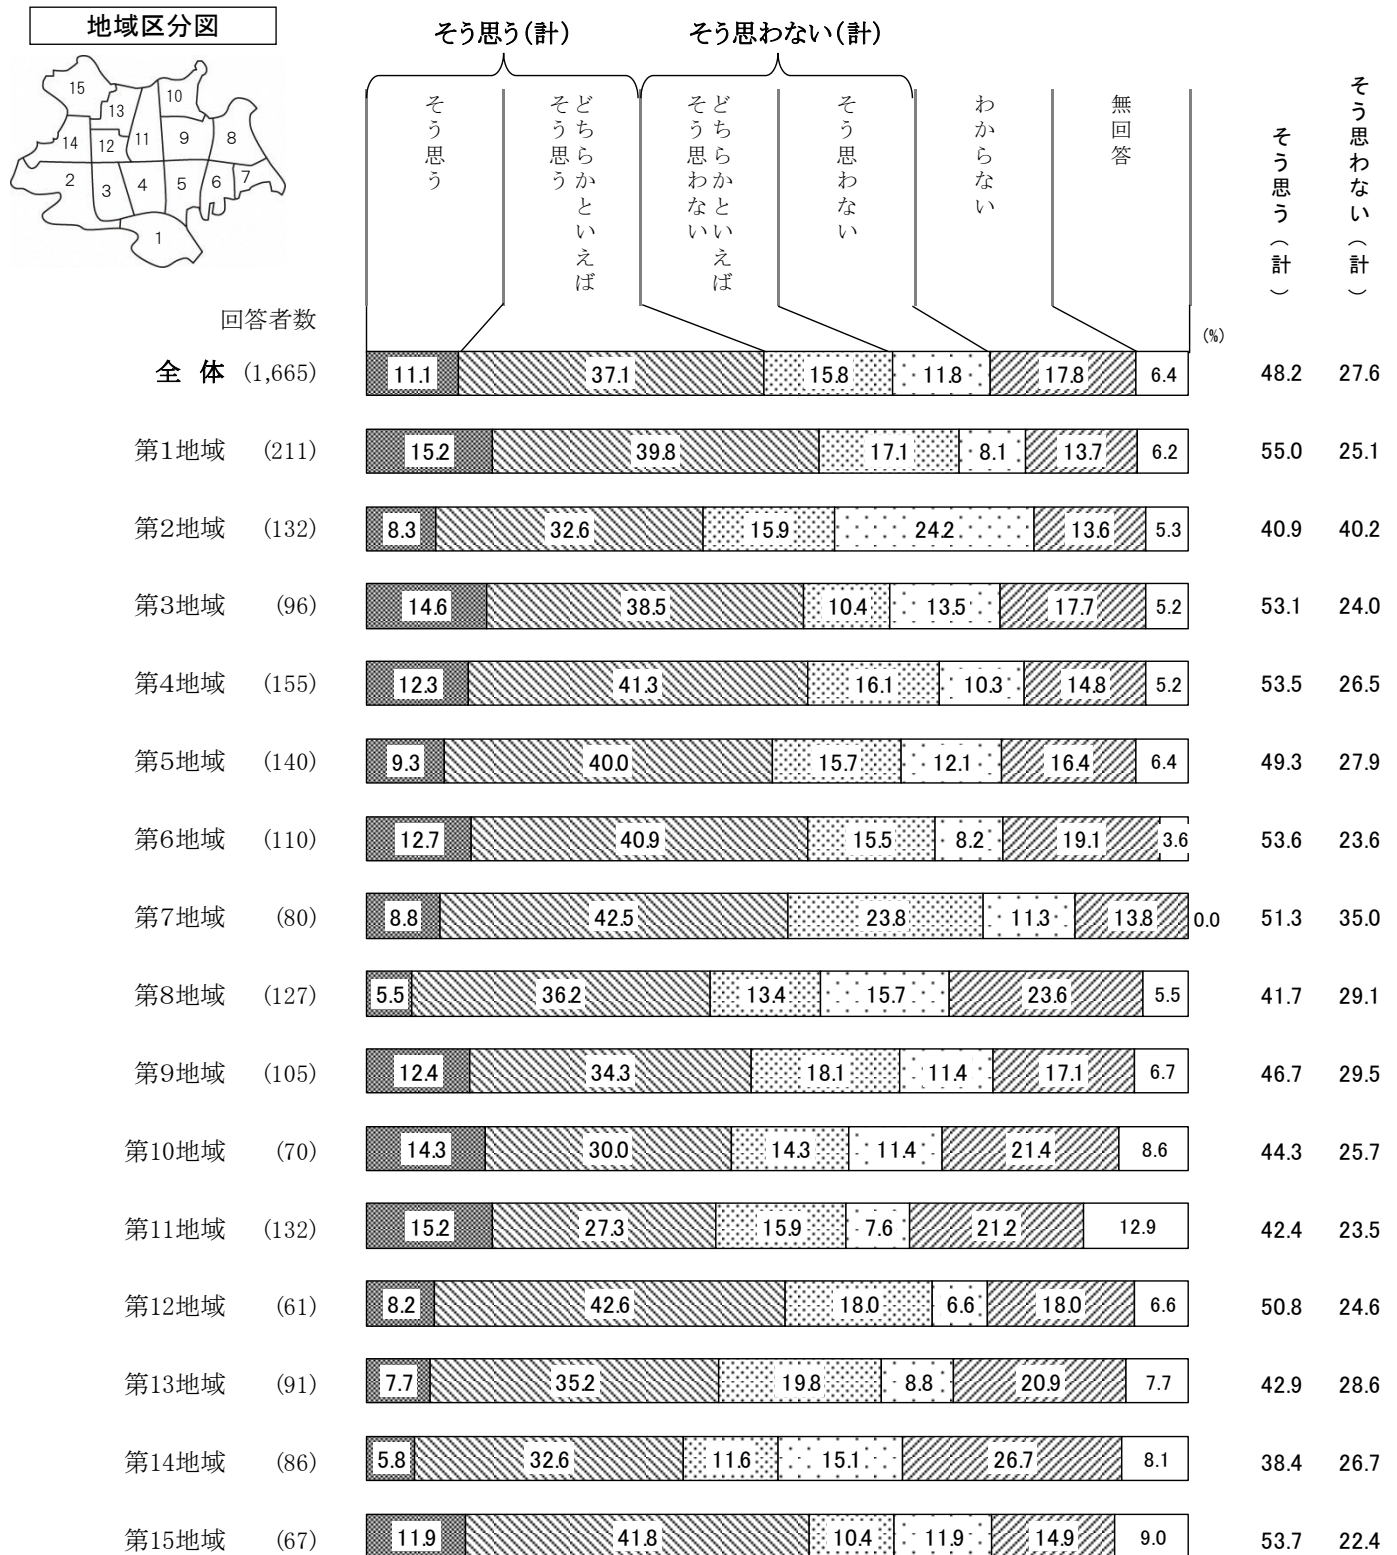 地域区分図
15
13
10
14
12
11
9
8
2
3
4
5
6
7
1
そう思う(計)
そう思わない(計)
そう思う
どちらかといえば
そう思う
どちらかといえば
そう思わない
そう思わない
わからない
無回答
そう思う(計)
そう思わない(計)
回答者数
(%)
全 体 (1,665) 11.1 37.1 15.8 11.8 17.8 6.4 48.2 27.6
第1地域 (211) 15.2 39.8 17.1 8.1 13.7 6.2 55.0 25.1
第2地域 (132) 8.3 32.6 15.9 24.2 13.6 5.3 40.9 40.2
第3地域 (96) 14.6 38.5 10.4 13.5 17.7 5.2 53.1 24.0
第4地域 (155) 12.3 41.3 16.1 10.3 14.8 5.2 53.5 26.5
第5地域 (140) 9.3 40.0 15.7 12.1 16.4 6.4 49.3 27.9
第6地域 (110) 12.7 40.9 15.5 8.2 19.1 3.6 53.6 23.6
第7地域 (80) 8.8 42.5 23.8 11.3 13.8 0.0 51.3 35.0
第8地域 (127) 5.5 36.2 13.4 15.7 23.6 5.5 41.7 29.1
第9地域 (105) 12.4 34.3 18.1 11.4 17.1 6.7 46.7 29.5
第10地域 (70) 14.3 30.0 14.3 11.4 21.4 8.6 44.3 25.7
第11地域 (132) 15.2 27.3 15.9 7.6 21.2 12.9 42.4 23.5
第12地域 (61) 8.2 42.6 18.0 6.6 18.0 6.6 50.8 24.6
第13地域 (91) 7.7 35.2 19.8 8.8 20.9 7.7 42.9 28.6
第14地域 (86) 5.8 32.6 11.6 15.1 26.7 8.1 38.4 26.7
第15地域 (67) 11.9 41.8 10.4 11.9 14.9 9.0 53.7 22.4